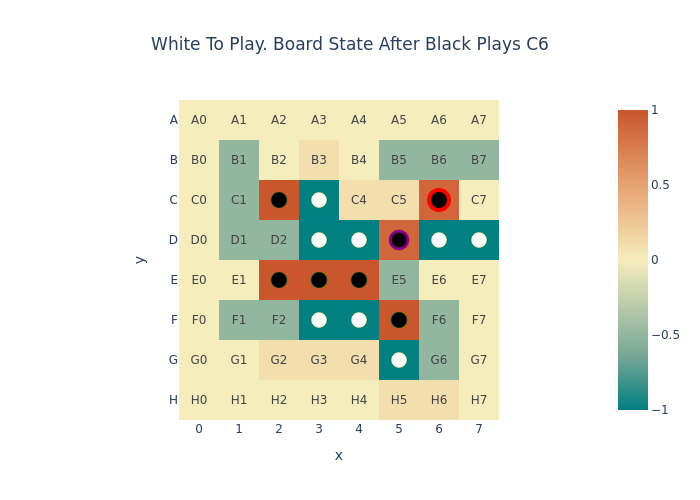 White To Play. Board State After Black Plays C6
A A0 A1 A2 A3 A4 A5 A6 A7 1
B B0 B1 B2 B3 B4 B5 B6 B7
C C0 C1 C4 C5 C7 0.5
D D0 D1 D2
y 0
E E0 E1 E5 E6 E7
F F0 F1 F2 F6 F7 −0.5
G G0 G1 G2 G3 G4 G6 G7
H H0 H1 H2 H3 H4 H5 H6 H7 −1
0 1 2 3 4 5 6 7
x